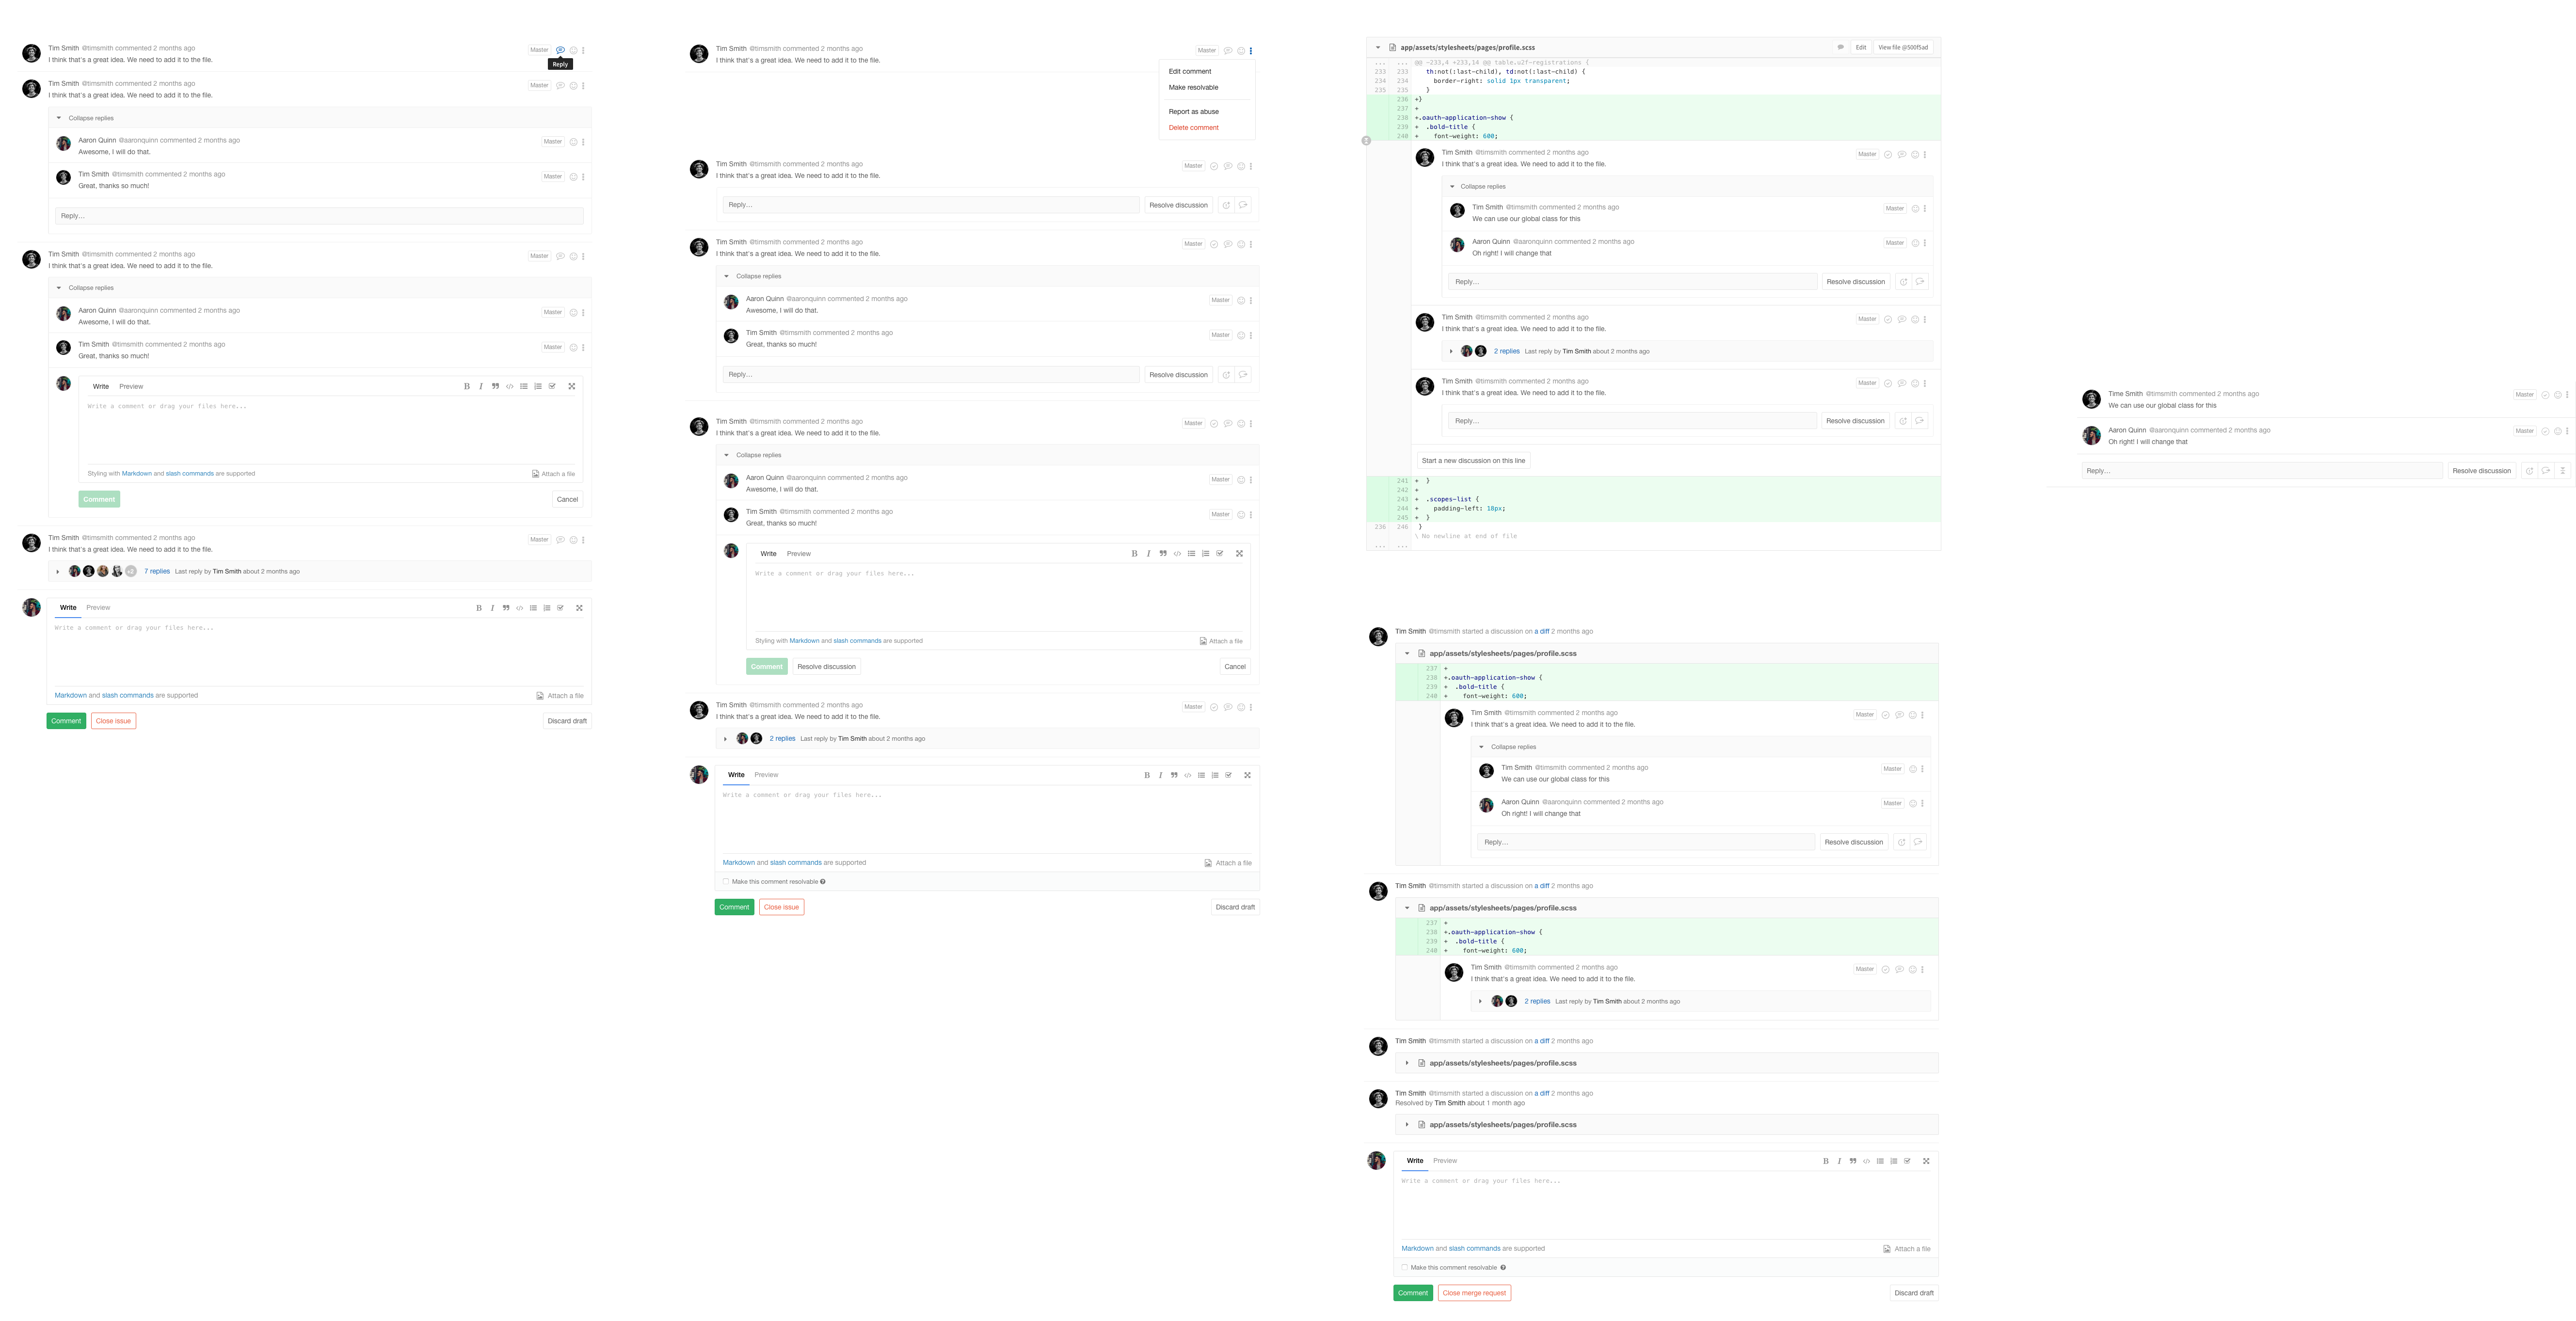 Tim Smith @timsmith commented 2 months ago Master
I think that's a great idea. We need to add it to the file.
Reply
Tim Smith @timsmith commented 2 months ago Master
I think that's a great idea. We need to add it to the file.
Collapse replies
Aaron Quinn @aaronquinn commented 2 months ago Master
Awesome, I will do that.
Tim Smith @timsmith commented 2 months ago Master
Great, thanks so much!
Reply...
Tim Smith @timsmith commented 2 months ago Master
I think that's a great idea. We need to add it to the file.
Collapse replies
Aaron Quinn @aaronquinn commented 2 months ago Master
Awesome, I will do that.
Tim Smith @timsmith commented 2 months ago Master
Great, thanks so much!
Write Preview
Write a comment or drag your files here...
Styling with Markdown and slash commands are supported Attach a file
Comment Cancel
Tim Smith @timsmith commented 2 months ago Master
I think that's a great idea. We need to add it to the file.
+2 7 replies Last reply by Tim Smith about 2 months ago
Write Preview
Write a comment or drag your files here...
Markdown and slash commands are supported Attach a file
Comment Close issue Discard draft
Tim Smith @timsmith commented 2 months ago Master
I think that's a great idea. We need to add it to the file.
Edit comment
Make resolvable
Report as abuse
Delete comment
Tim Smith @timsmith commented 2 months ago Master
I think that's a great idea. We need to add it to the file.
Reply... Resolve discussion
Tim Smith @timsmith commented 2 months ago Master
I think that's a great idea. We need to add it to the file.
Collapse replies
Aaron Quinn @aaronquinn commented 2 months ago Master
Awesome, I will do that.
Tim Smith @timsmith commented 2 months ago Master
Great, thanks so much!
Reply... Resolve discussion
Tim Smith @timsmith commented 2 months ago Master
I think that's a great idea. We need to add it to the file.
Collapse replies
Aaron Quinn @aaronquinn commented 2 months ago Master
Awesome, I will do that.
Tim Smith @timsmith commented 2 months ago Master
Great, thanks so much!
Write Preview
Write a comment or drag your files here...
Styling with Markdown and slash commands are supported Attach a file
Comment Resolve discussion Cancel
Tim Smith @timsmith commented 2 months ago Master
I think that's a great idea. We need to add it to the file.
2 replies Last reply by Tim Smith about 2 months ago
Write Preview
Write a comment or drag your files here...
Markdown and slash commands are supported Attach a file
Make this comment resolvable
Comment Close issue Discard draft
app/assets/stylesheets/pages/profile.scss Edit View file @500f5ad
... ... @@ -233,4 +233,14 @@ table.u2f-registrations {
233 233 th:not(:last-child), td:not(:last-child) {
234 234 border-right: solid 1px transparent;
235 235 }
236 +}
237 +
238 +.oauth-application-show {
239 + .bold-title {
240 + font-weight: 600;
Tim Smith @timsmith commented 2 months ago Master
I think that's a great idea. We need to add it to the file.
Collapse replies
Tim Smith @timsmith commented 2 months ago Master
We can use our global class for this
Aaron Quinn @aaronquinn commented 2 months ago Master
Oh right! I will change that
Reply... Resolve discussion
Tim Smith @timsmith commented 2 months ago Master
I think that's a great idea. We need to add it to the file.
2 replies Last reply by Tim Smith about 2 months ago
Tim Smith @timsmith commented 2 months ago Master
I think that's a great idea. We need to add it to the file.
Reply... Resolve discussion
Start a new discussion on this line
241 + }
242 +
243 + .scopes-list {
244 + padding-left: 18px;
245 + }
236 246 }
\ No newline at end of file
... ...
Tim Smith @timsmith started a discussion on a diff 2 months ago
app/assets/stylesheets/pages/profile.scss
237 +
238 +.oauth-application-show {
239 + .bold-title {
240 + font-weight: 600;
Tim Smith @timsmith commented 2 months ago Master
I think that's a great idea. We need to add it to the file.
Collapse replies
Tim Smith @timsmith commented 2 months ago Master
We can use our global class for this
Aaron Quinn @aaronquinn commented 2 months ago Master
Oh right! I will change that
Reply... Resolve discussion
Tim Smith @timsmith started a discussion on a diff 2 months ago
app/assets/stylesheets/pages/profile.scss
237 +
238 +.oauth-application-show {
239 + .bold-title {
240 + font-weight: 600;
Tim Smith @timsmith commented 2 months ago Master
I think that's a great idea. We need to add it to the file.
2 replies Last reply by Tim Smith about 2 months ago
Tim Smith @timsmith started a discussion on a diff 2 months ago
app/assets/stylesheets/pages/profile.scss
Tim Smith @timsmith started a discussion on a diff 2 months ago
Resolved by Tim Smith about 1 month ago
app/assets/stylesheets/pages/profile.scss
Write Preview
Write a comment or drag your files here...
Markdown and slash commands are supported Attach a file
Make this comment resolvable
Comment Close merge request Discard draft
Time Smith @timsmith commented 2 months ago Master
We can use our global class for this
Aaron Quinn @aaronquinn commented 2 months ago Master
Oh right! I will change that
Reply... Resolve discussion